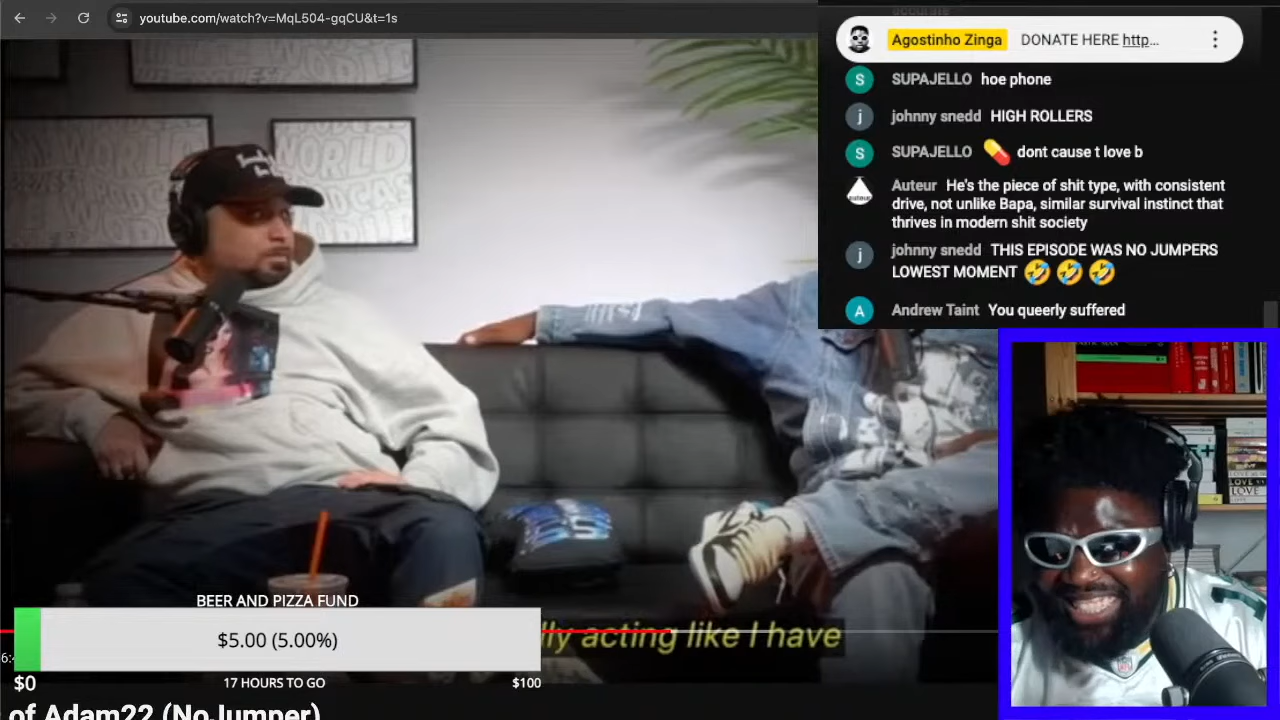 youtube.com/watch?v=MqL504-gqCU&t=1s
Agostinho Zinga DONATE HERE http...
SUPAJELLO hoe phone
johnny snedd HIGH ROLLERS
SUPAJELLO 💊 dont cause t love b
Auteur He's the piece of shit type, with consistent
drive, not unlike Bapa, similar survival instinct that
thrives in modern shit society
johnny snedd THIS EPISODE WAS NO JUMPERS
LOWEST MOMENT 🤣 🤣 🤣
Andrew Taint You queerly suffered
BEER AND PIZZA FUND
$5.00 (5.00%)
lly acting like I have
$0 17 HOURS TO GO $100
of Adam22 (NoJumper)